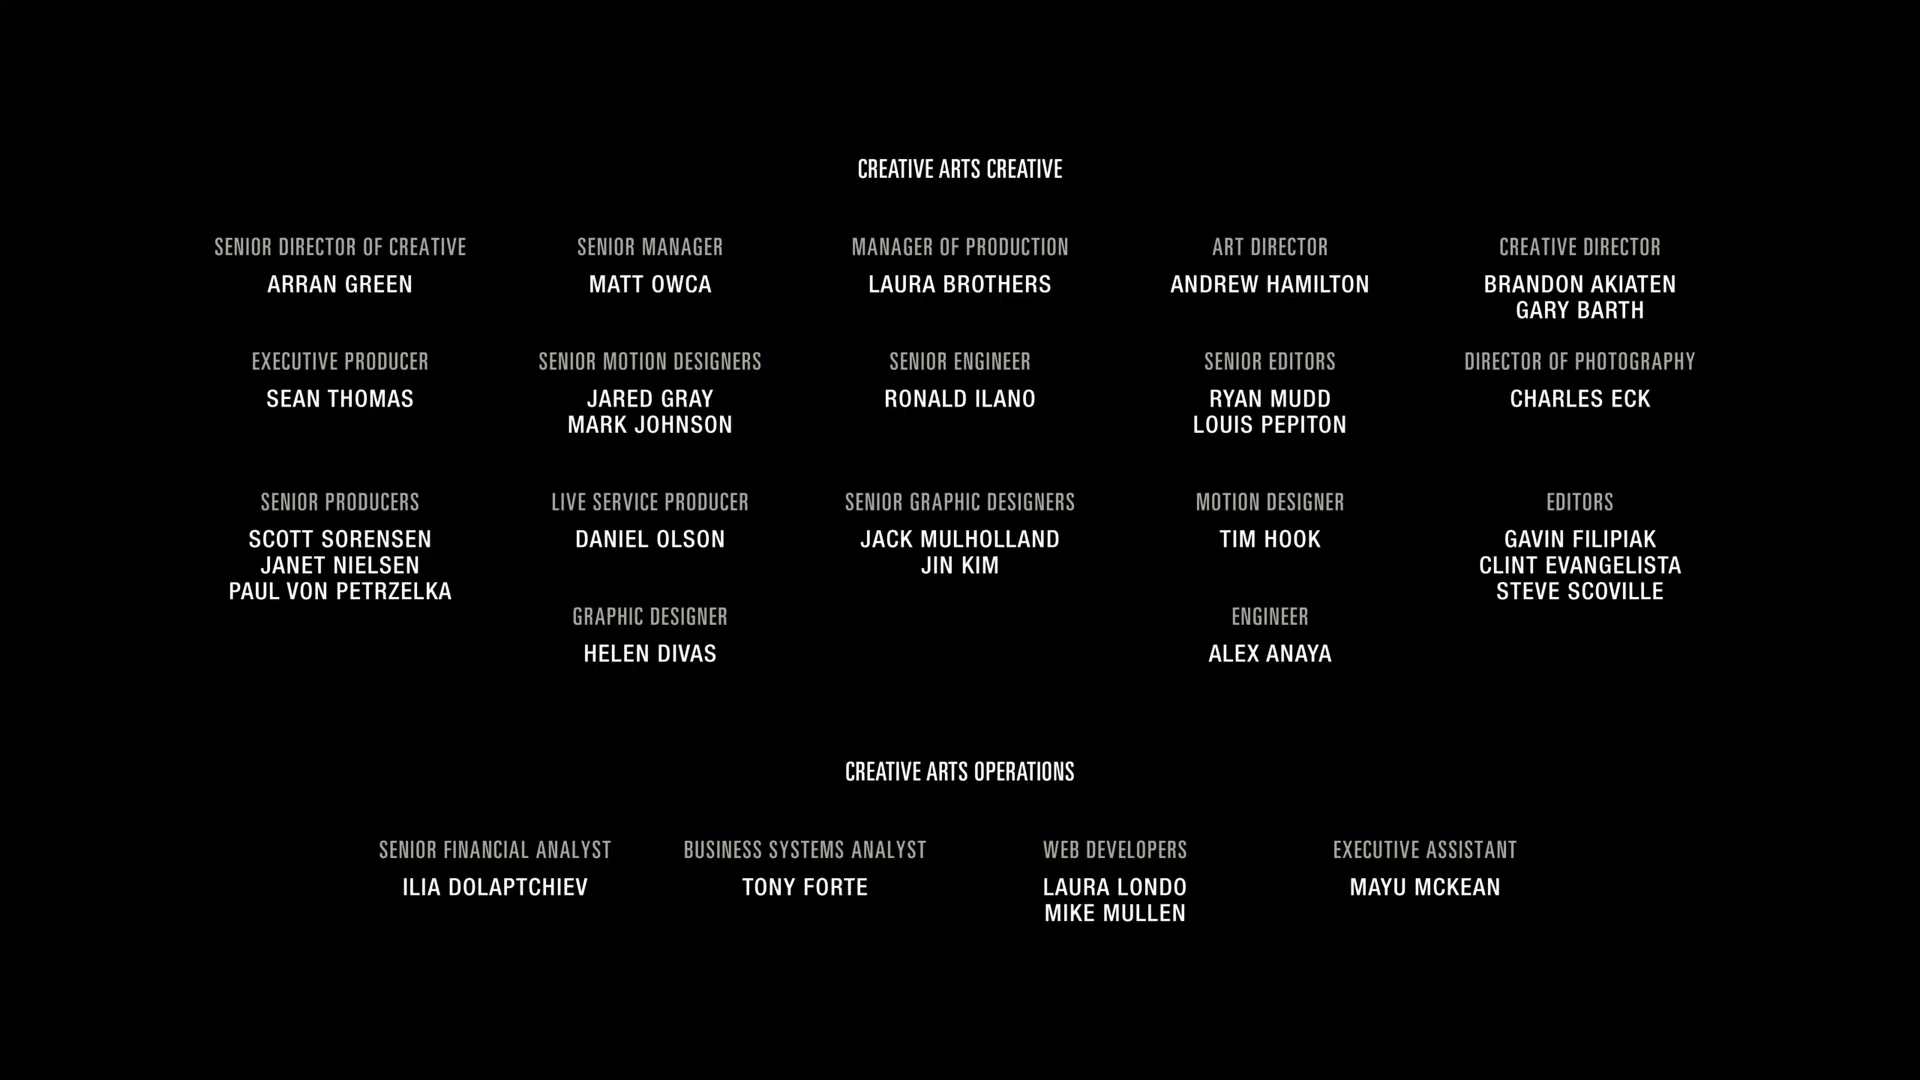 CREATIVE ARTS CREATIVE
SENIOR DIRECTOR OF CREATIVE
ARRAN GREEN
SENIOR MANAGER
MATT OWCA
MANAGER OF PRODUCTION
LAURA BROTHERS
ART DIRECTOR
ANDREW HAMILTON
CREATIVE DIRECTOR
BRANDON AKIATEN
GARY BARTH
EXECUTIVE PRODUCER
SEAN THOMAS
SENIOR MOTION DESIGNERS
JARED GRAY
MARK JOHNSON
SENIOR ENGINEER
RONALD ILANO
SENIOR EDITORS
RYAN MUDD
LOUIS PEPITON
DIRECTOR OF PHOTOGRAPHY
CHARLES ECK
SENIOR PRODUCERS
SCOTT SORENSEN
JANET NIELSEN
PAUL VON PETRZELKA
LIVE SERVICE PRODUCER
DANIEL OLSON
SENIOR GRAPHIC DESIGNERS
JACK MULHOLLAND
JIN KIM
MOTION DESIGNER
TIM HOOK
EDITORS
GAVIN FILIPIAK
CLINT EVANGELISTA
STEVE SCOVILLE
GRAPHIC DESIGNER
HELEN DIVAS
ENGINEER
ALEX ANAYA
CREATIVE ARTS OPERATIONS
SENIOR FINANCIAL ANALYST
ILIA DOLAPTCHIEV
BUSINESS SYSTEMS ANALYST
TONY FORTE
WEB DEVELOPERS
LAURA LONDO
MIKE MULLEN
EXECUTIVE ASSISTANT
MAYU MCKEAN